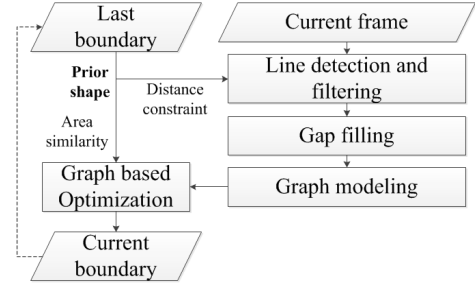 Last
boundary
Current frame
Prior
shape
Distance
constraint
Line detection and
filtering
Area
similarity
Gap filling
Graph based
Optimization
Graph modeling
Current
boundary